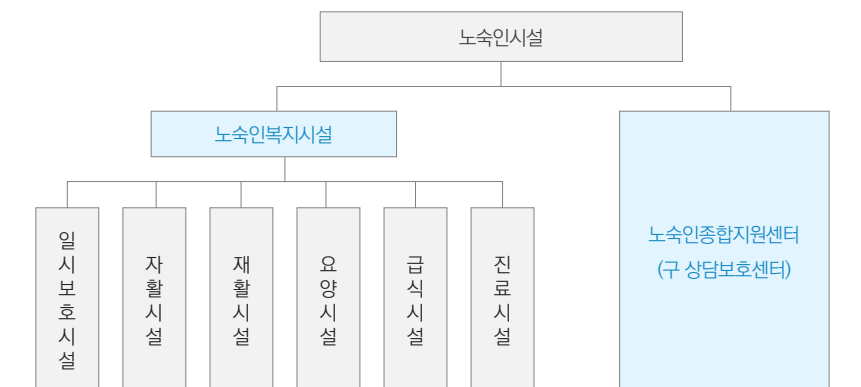 노숙인시설
노숙인복지시설
노숙인종합지원센터
(구 상담보호센터)
일시보호시설
자활시설
재활시설
요양시설
급식시설
진료시설